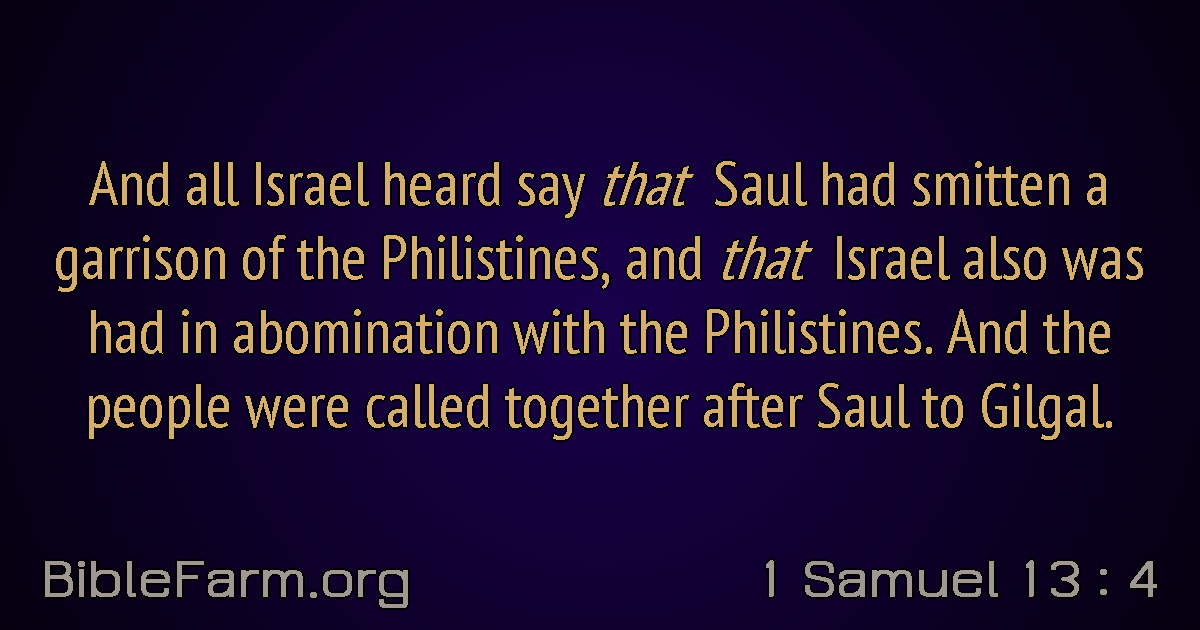 And all Israel heard say that Saul had smitten a
garrison of the Philistines, and that Israel also was
had in abomination with the Philistines. And the
people were called together after Saul to Gilgal.
BibleFarm.org
1 Samuel 13 : 4